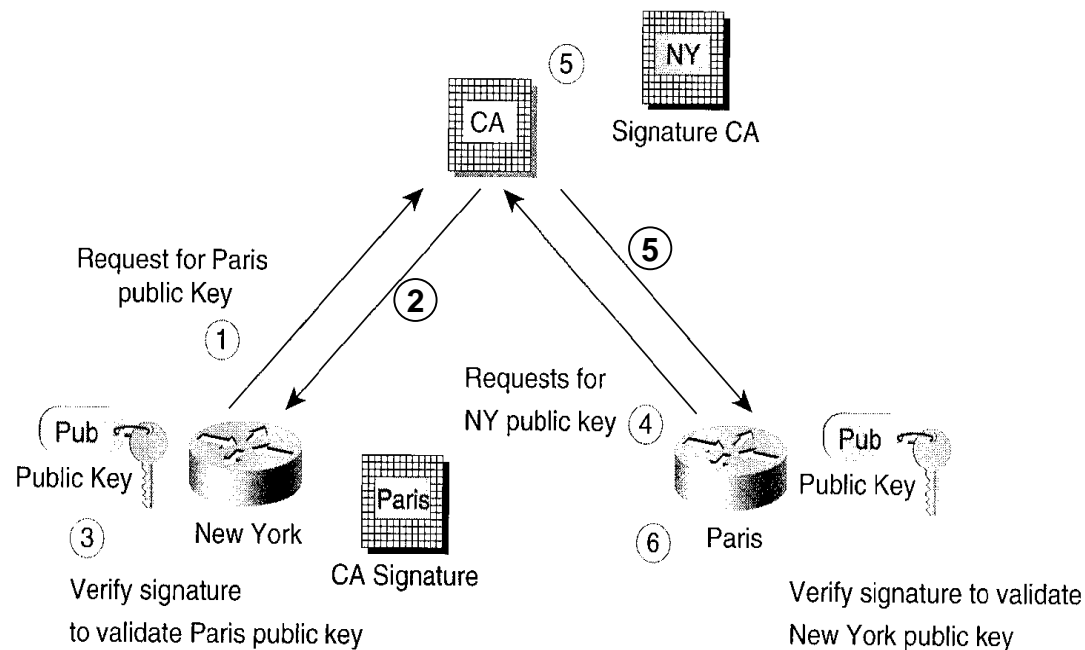 NY
5
Signature CA
CA
Request for Paris
public Key
1
2
5
Requests for
NY public key
4
Pub
Public Key
3
New York
Paris
CA Signature
Verify signature
to validate Paris public key
Pub
Public Key
6
Paris
Verify signature to validate
New York public key